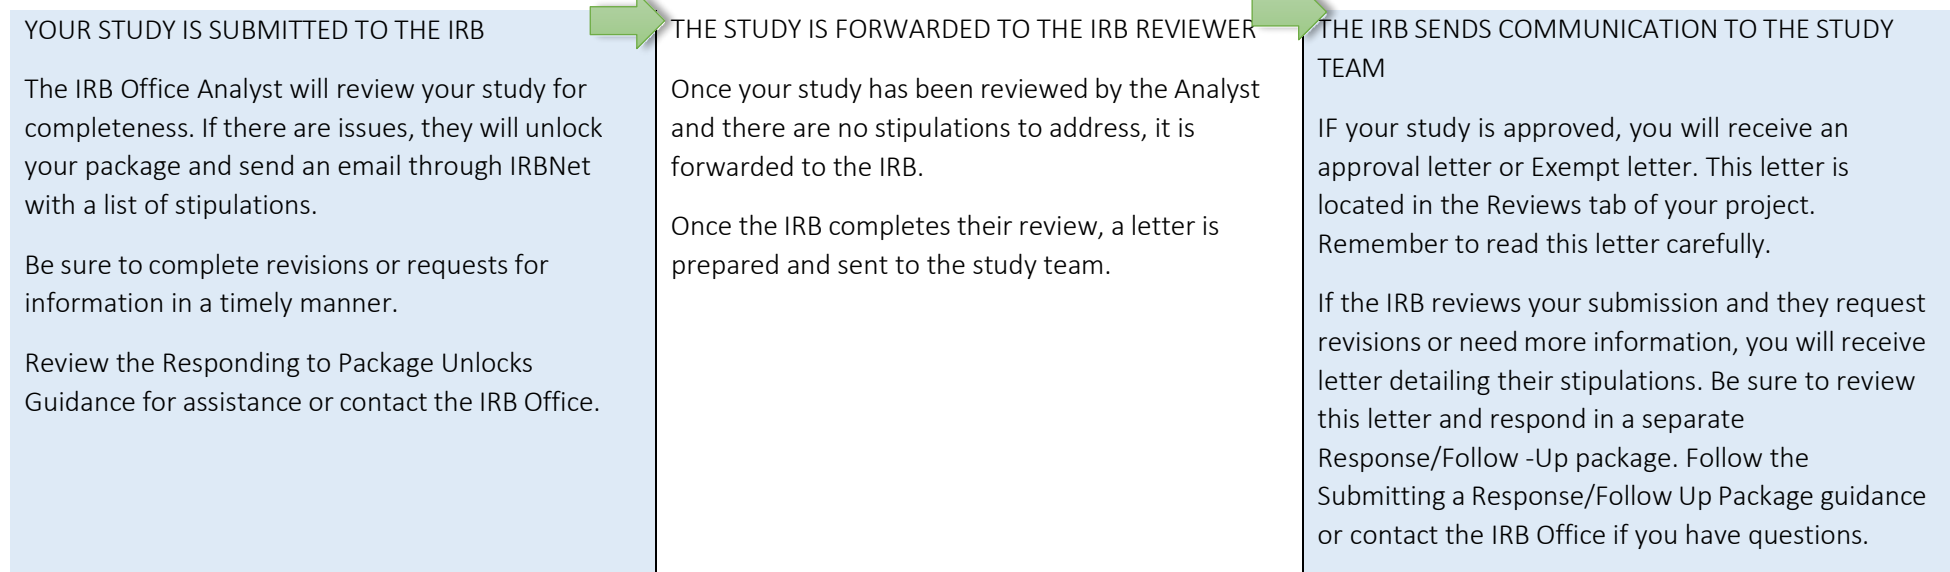 YOUR STUDY IS SUBMITTED TO THE IRB
The IRB Office Analyst will review your study for
completeness. If there are issues, they will unlock
your package and send an email through IRBNet
with a list of stipulations.
Be sure to complete revisions or requests for
information in a timely manner.
Review the Responding to Package Unlocks
Guidance for assistance or contact the IRB Office.
THE STUDY IS FORWARDED TO THE IRB REVIEWER
Once your study has been reviewed by the Analyst
and there are no stipulations to address, it is
forwarded to the IRB.
Once the IRB completes their review, a letter is
prepared and sent to the study team.
THE IRB SENDS COMMUNICATION TO THE STUDY
TEAM
IF your study is approved, you will receive an
approval letter or Exempt letter. This letter is
located in the Reviews tab of your project.
Remember to read this letter carefully.
If the IRB reviews your submission and they request
revisions or need more information, you will receive
letter detailing their stipulations. Be sure to review
this letter and respond in a separate
Response/Follow -Up package. Follow the
Submitting a Response/Follow Up Package guidance
or contact the IRB Office if you have questions.